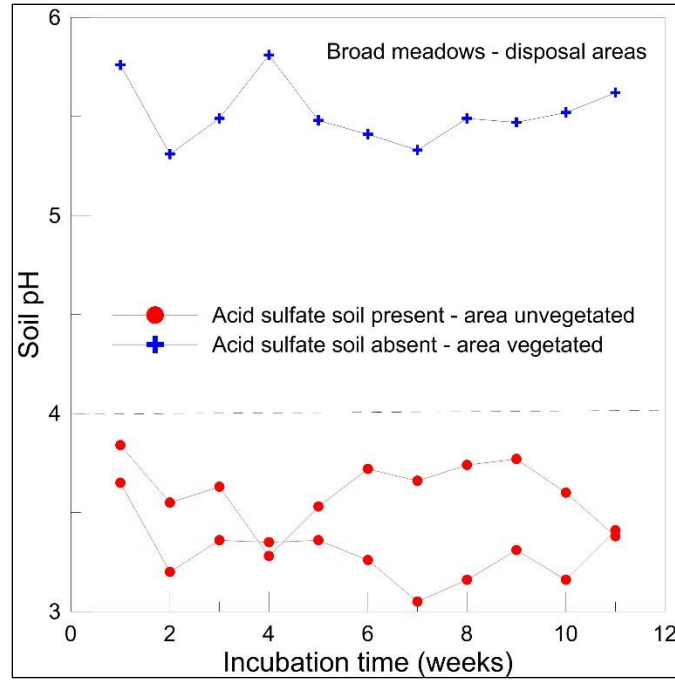 Broad meadows - disposal areas
6
5
4
3
Soil pH
Acid sulfate soil present - area unvegetated
Acid sulfate soil absent - area vegetated
0 2 4 6 8 10 12
Incubation time (weeks)